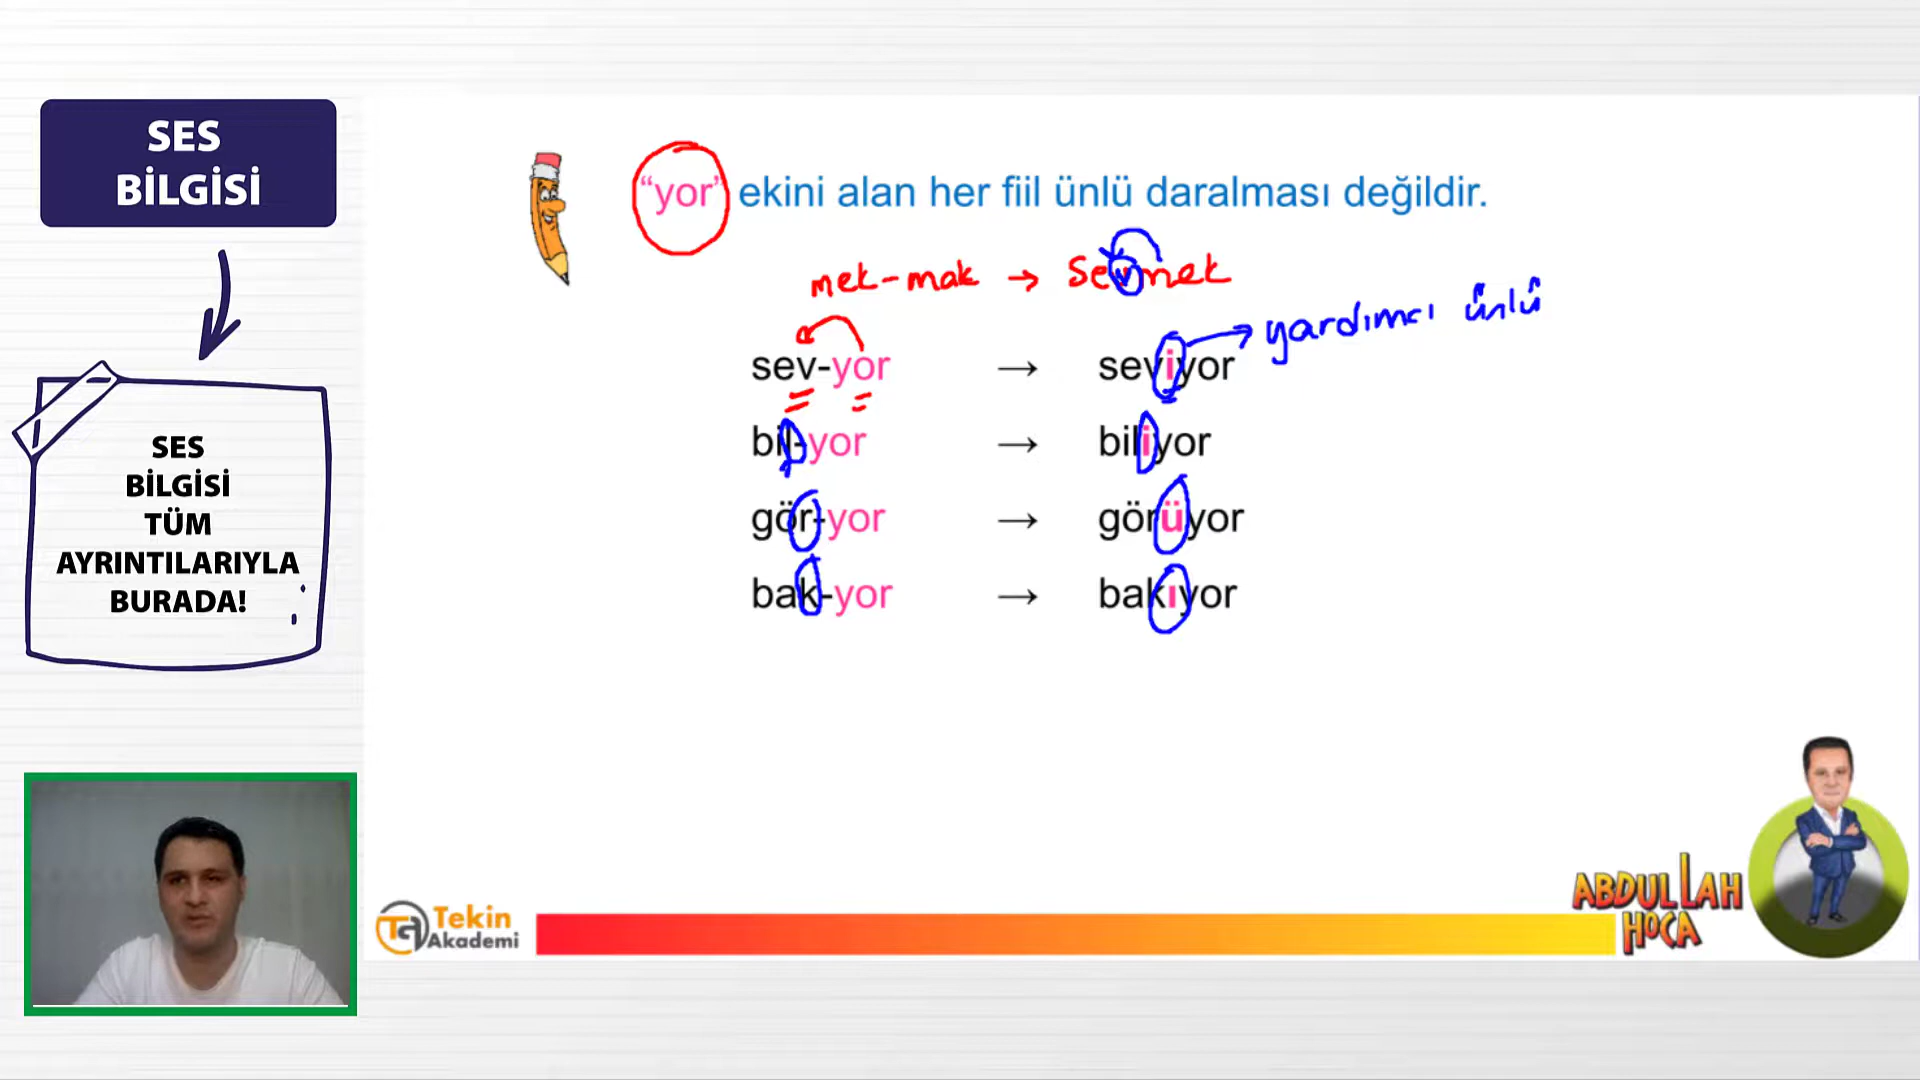 SES
BİLGİSİ
SES
BİLGİSİ
TÜM
AYRINTILARIYLA
BURADA!
“yor” ekini alan her fiil ünlü daralması değildir.
mek-mak → sevmek
yardımcı ünlü
sev-yor → seviyor
bil-yor → biliyor
gör-yor → görüyor
bak-yor → bakıyor
Tekin
Akademi
ABDULLAH
HOCA